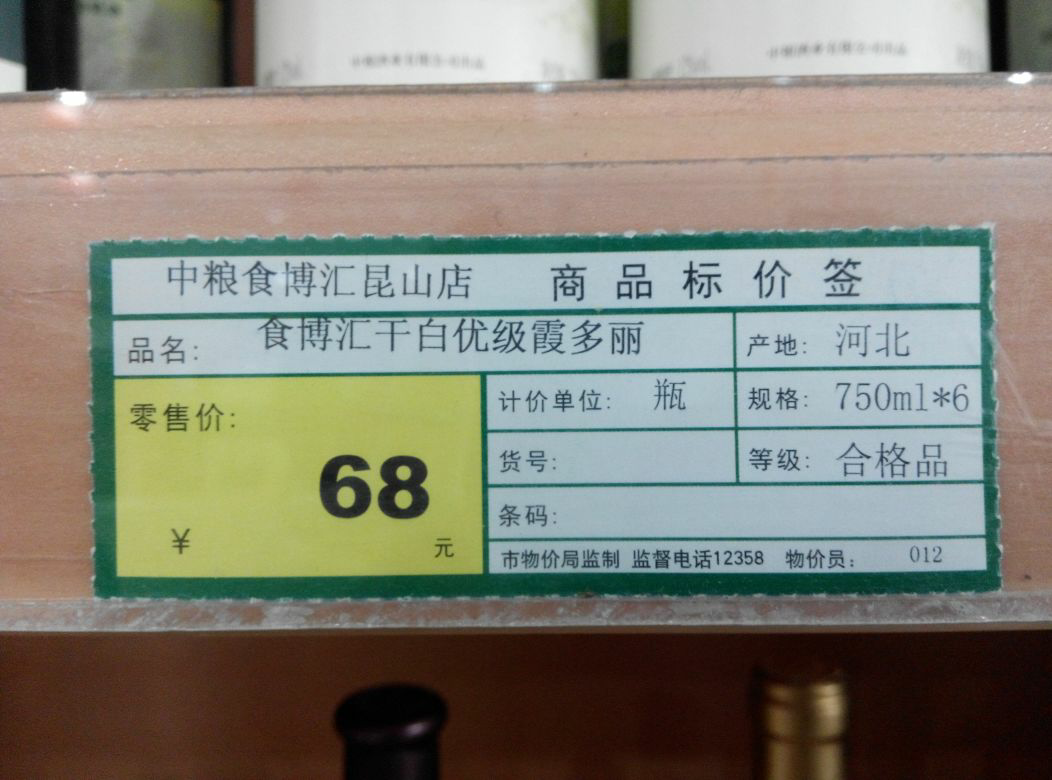 中粮食博汇昆山店 商品标价签
品名: 食博汇干白优级霞多丽 产地: 河北
零售价: 68 ¥ 元
计价单位: 瓶 规格: 750ml*6
货号: 等级: 合格品
条码:
市物价局监制 监督电话12358 物价员: 012